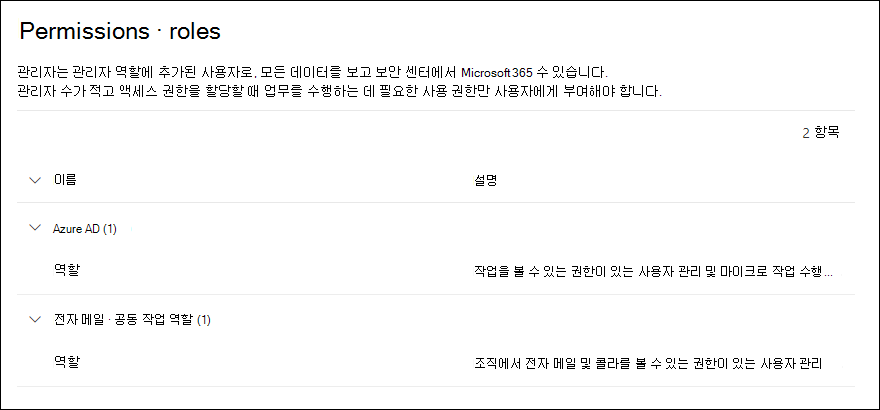 Permissions · roles
관리자는 관리자 역할에 추가된 사용자로, 모든 데이터를 보고 보안 센터에서 Microsoft365 수 있습니다.
관리자 수가 적고 액세스 권한을 할당할 때 업무를 수행하는 데 필요한 사용 권한만 사용자에게 부여해야 합니다.
2 항목
이름 설명
Azure AD (1)
역할 작업을 볼 수 있는 권한이 있는 사용자 관리 및 마이크로 작업 수행...
전자 메일 · 공동 작업 역할 (1)
역할 조직에서 전자 메일 및 콜라를 볼 수 있는 권한이 있는 사용자 관리